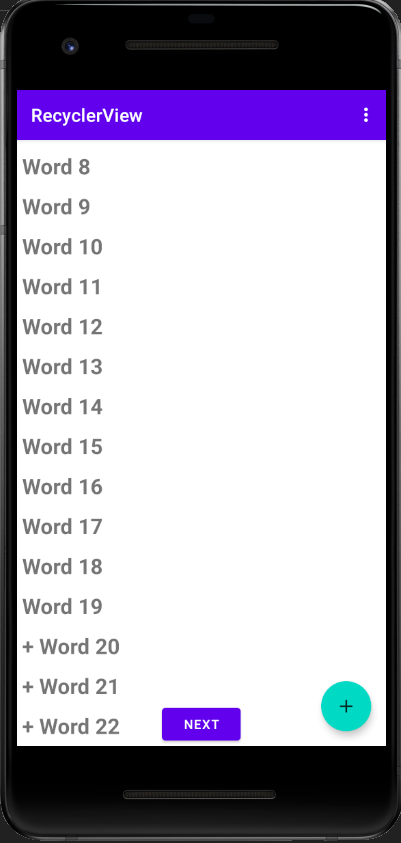 RecyclerView
Word 8
Word 9
Word 10
Word 11
Word 12
Word 13
Word 14
Word 15
Word 16
Word 17
Word 18
Word 19
+ Word 20
+ Word 21
+ Word 22
NEXT
+